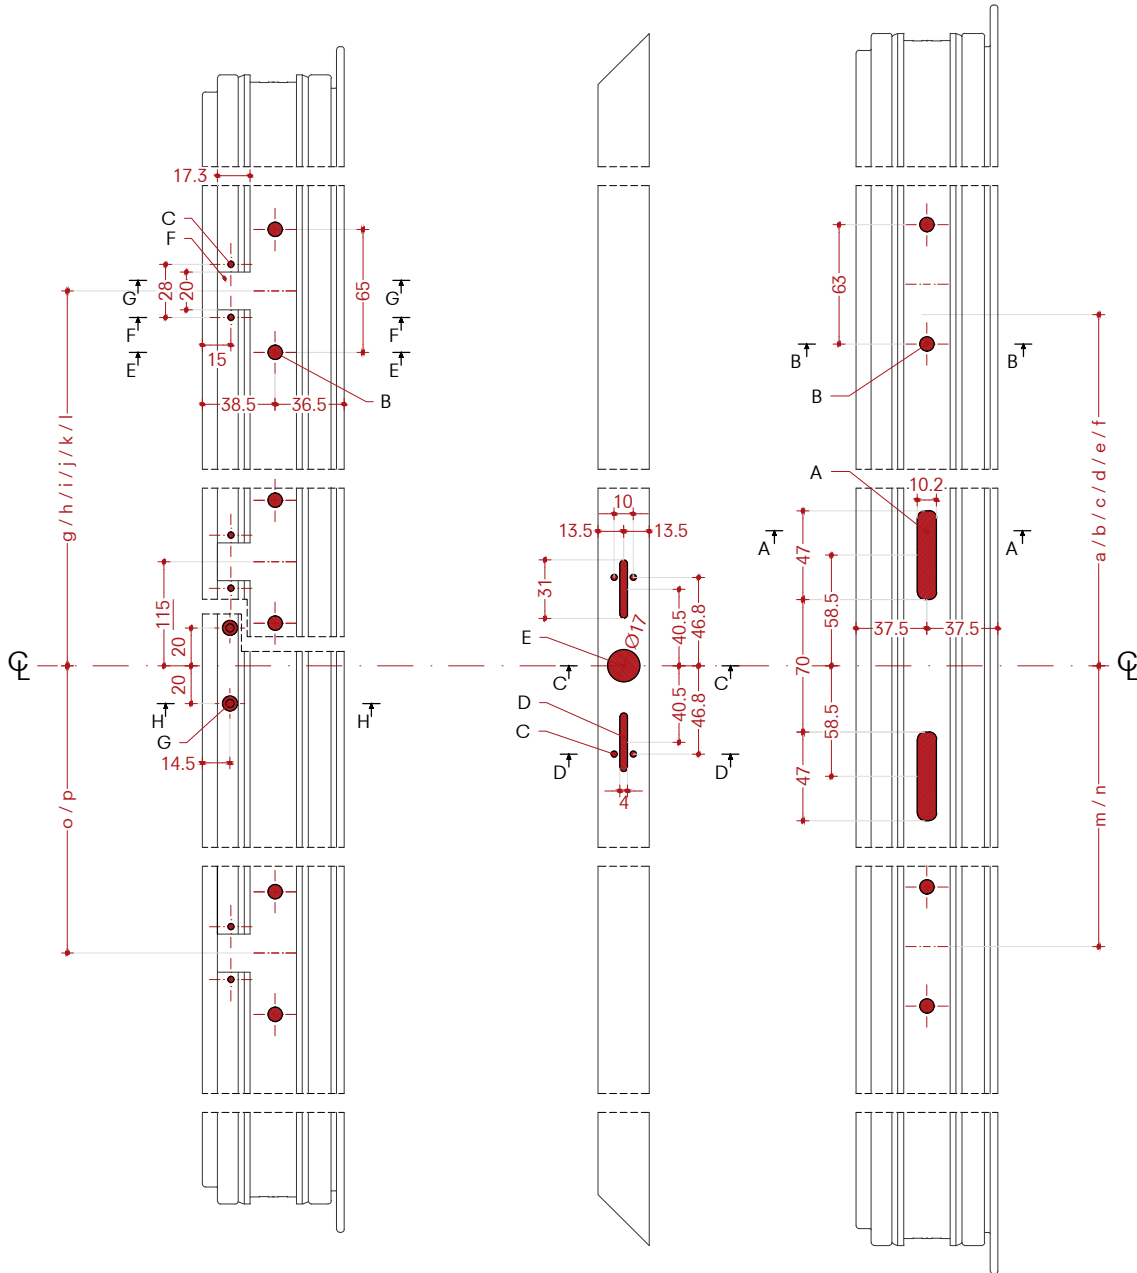 17.3
C
F
G
G
28
20
65
F
F
15
E
E
38.5
36.5
B
g / h / i / j / k / l
115
20
20
℄
H
H
G
14.5
o / p
10
13.5
13.5
31
40.5
46.8
Ø17
E
C
C
D
40.5
46.8
C
D
D
4
63
B
B
B
A
10.2
a / b / c / d / e / f
A
A
47
58.5
37.5
37.5
70
℄
58.5
47
m / n